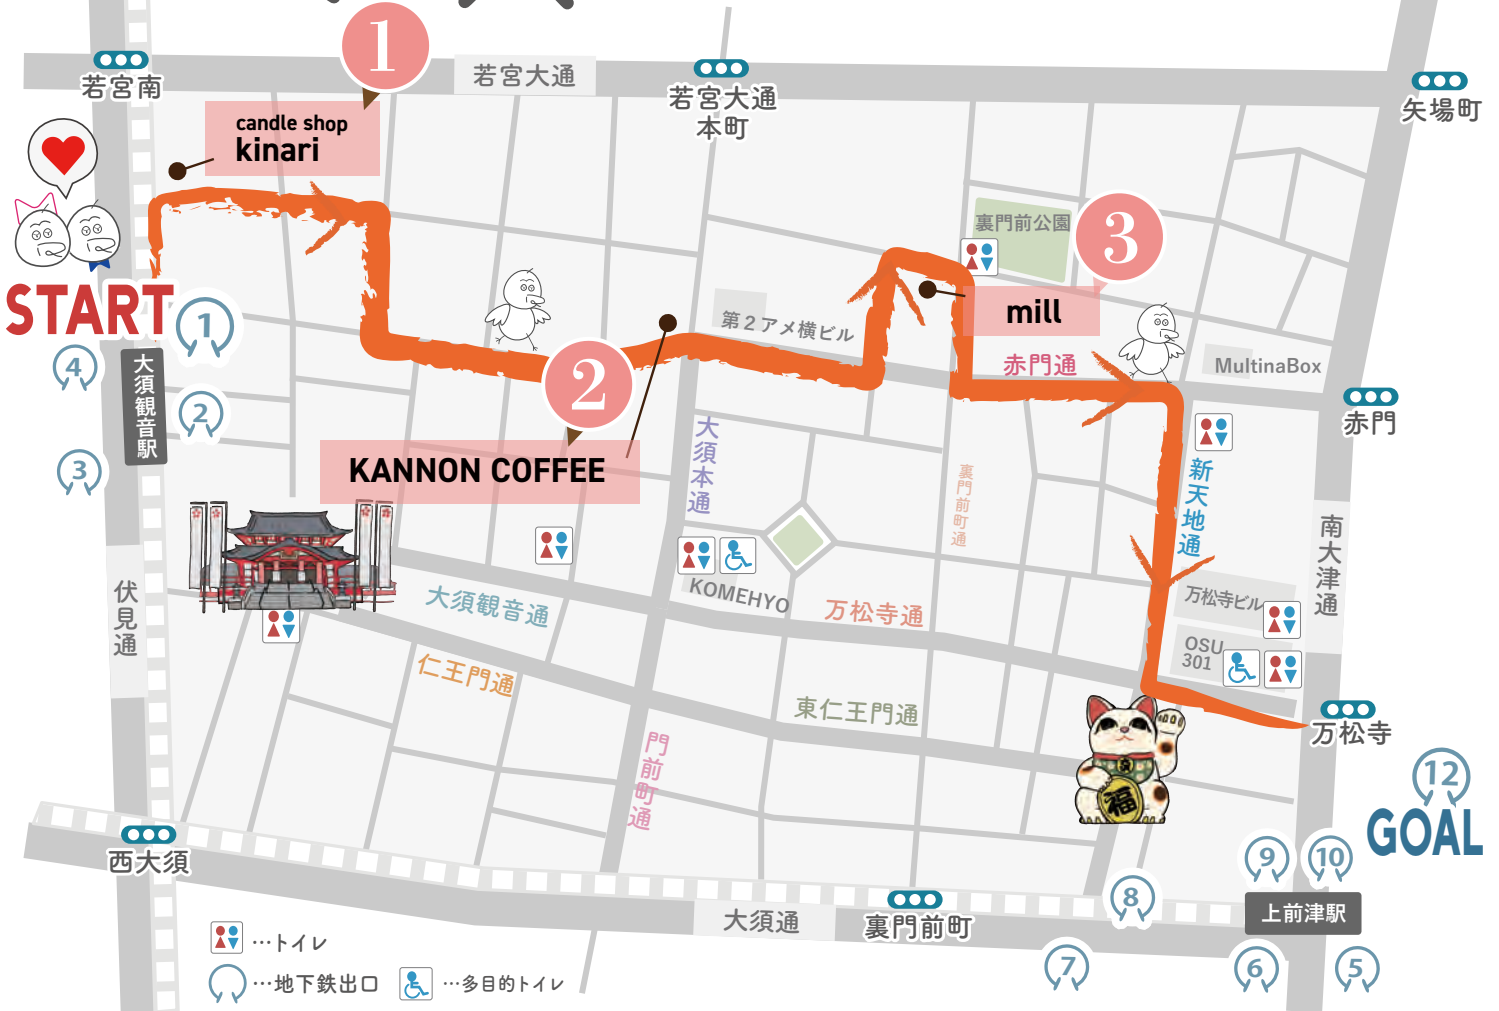 1
若宮大通
若宮南
若宮大通
本町
矢場町
candle shop
kinari
裏門前公園
3
START
1
mill
第2アメ横ビル
4
大須観音駅
赤門通
MultinaBox
2
2
赤門
3
KANNON COFFEE
大須本通
裏門前町通
新天地通
南大津通
伏見通
大須観音通
KOMEHYO
万松寺通
万松寺ビル
OSU
301
仁王門通
東仁王門通
万松寺
門前町通
福
12
GOAL
西大須
9
10
8
上前津駅
大須通
裏門前町
7
6
5
…トイレ
…地下鉄出口
…多目的トイレ